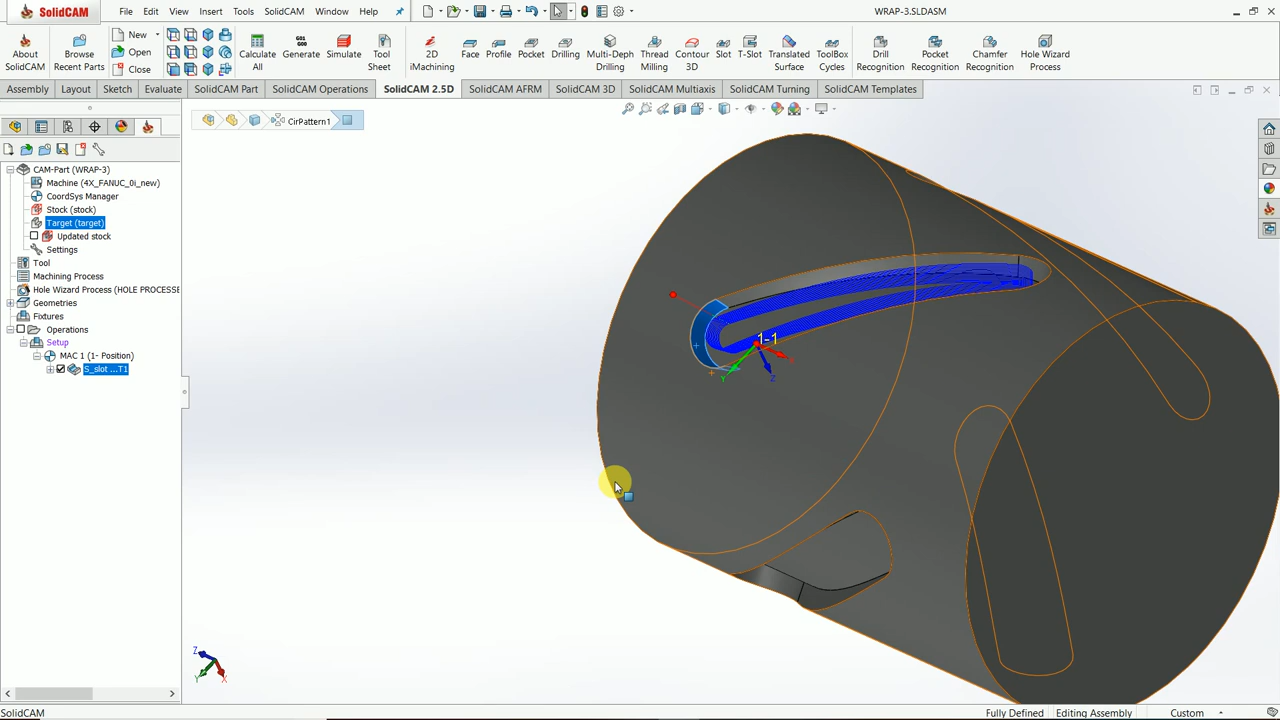 SolidCAM
File Edit View Insert Tools SolidCAM Window Help
WRAP-3.SLDASM
About SolidCAM
Browse Recent Parts
New
Open
Close
Calculate All
Generate
Simulate
Tool Sheet
2D iMachining
Face
Profile
Pocket
Drilling
Multi-Depth Drilling
Thread Milling
Contour 3D
Slot
T-Slot
Translated Surface
ToolBox Cycles
Drill Recognition
Pocket Recognition
Chamfer Recognition
Hole Wizard Process
G01 G01
Assembly Layout Sketch Evaluate SolidCAM Part SolidCAM Operations SolidCAM 2.5D SolidCAM AFRM SolidCAM 3D SolidCAM Multiaxis SolidCAM Turning SolidCAM Templates
CirPattern1
CAM-Part (WRAP-3)
Machine (4X_FANUC_0i_new)
CoordSys Manager
Stock (stock)
Target (target)
Updated stock
Settings
Tool
Machining Process
Hole Wizard Process (HOLE PROCESSE
Geometries
Fixtures
Operations
Setup
MAC 1 (1- Position)
S_slot ...T1
1-1
X
Y
Z
Z
Y
X
SolidCAM
Fully Defined
Editing Assembly
Custom